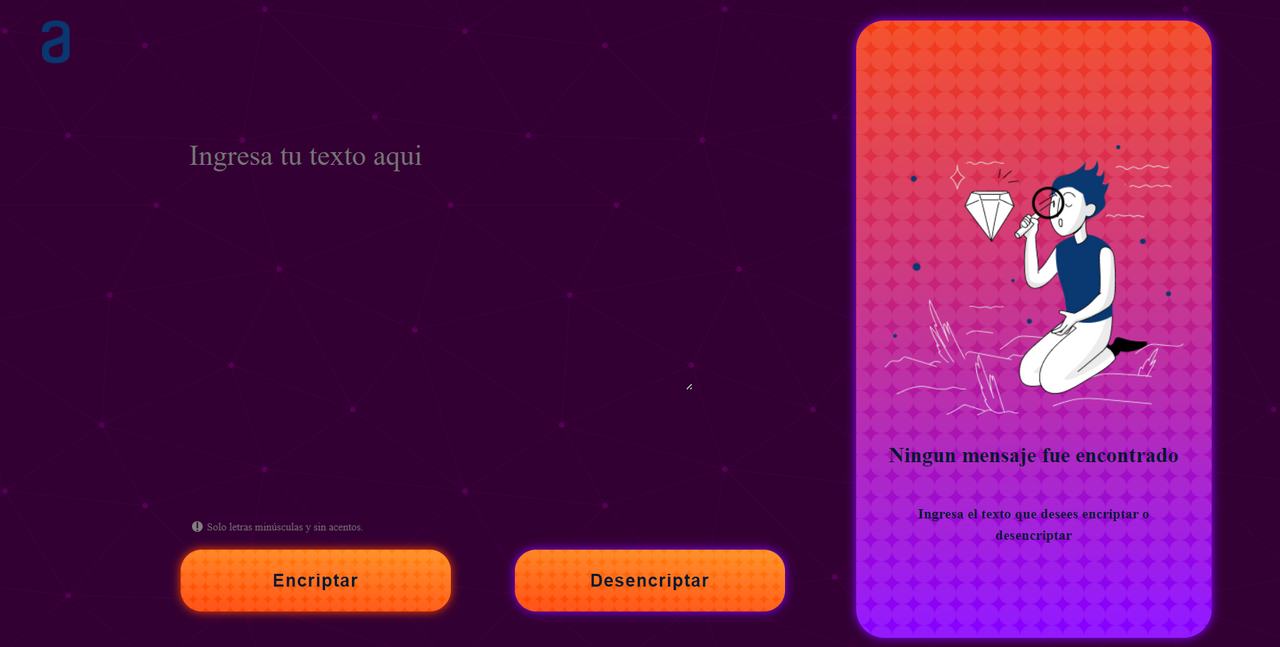 a
Ingresa tu texto aqui
Solo letras minúsculas y sin acentos.
Encriptar
Desencriptar
Ningun mensaje fue encontrado
Ingresa el texto que desees encriptar o
desencriptar